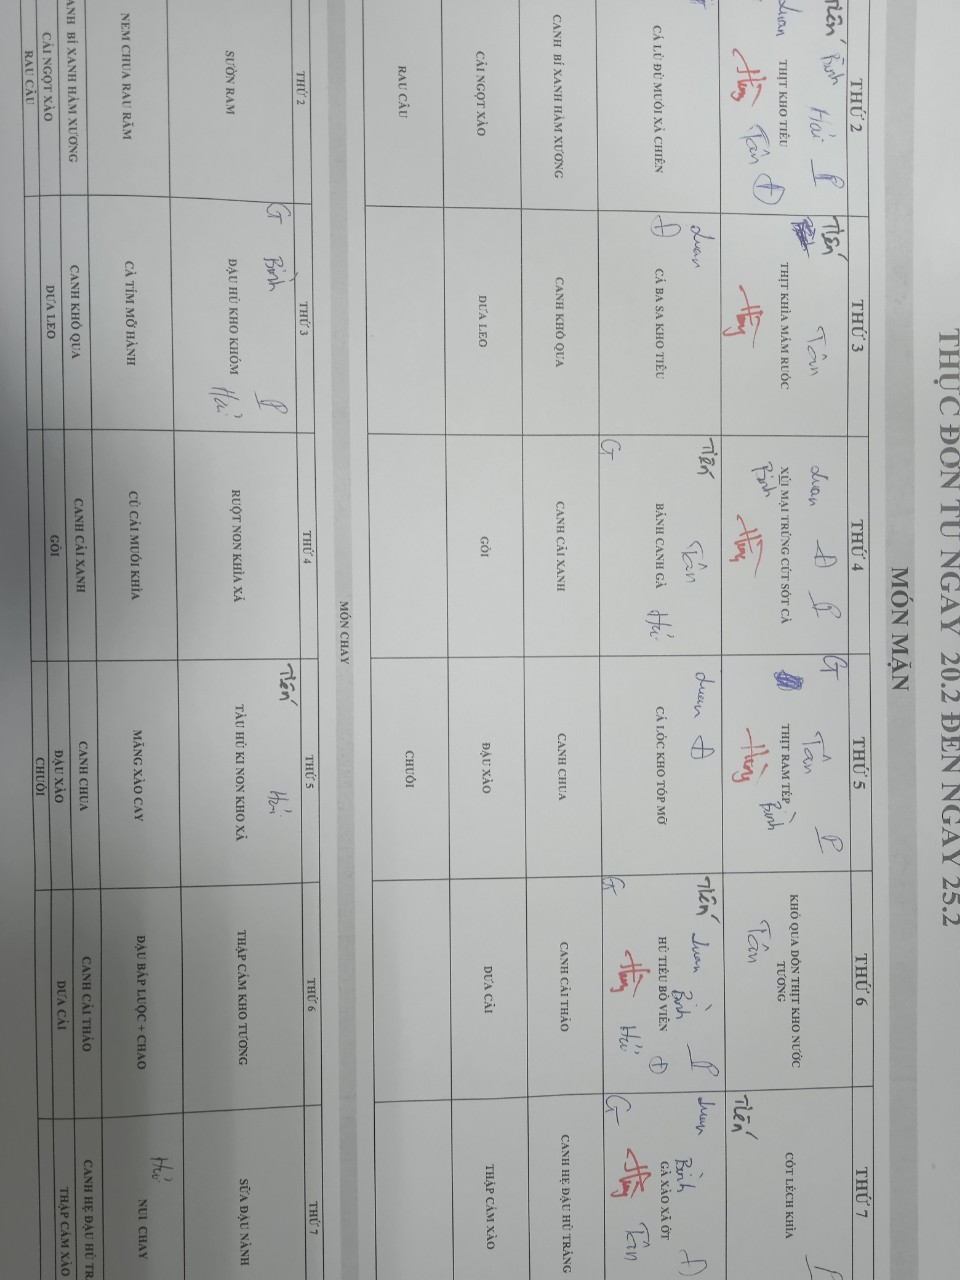 THỰC ĐƠN TỪ NGÀY 20.2 ĐẾN NGÀY 25.2
MÓN MẶN
THỨ 2 THỨ 3 THỨ 4 THỨ 5 THỨ 6 THỨ 7
Tiến Bình Hải P Tiến Tân Luan Đ P G Tân P P
Luan THỊT KHO TIÊU THỊT KHÌA MẮM RUỐC XÚI MẠI TRỨNG CÚT SỐT CÀ THỊT RAM TÉP KHỔ QUA DỒN THỊT KHO NƯỚC TƯƠNG CỐT LẾCH KHÌA
Hùng Tân Đ Hùng Bình Hùng Hùng Bình Tân Tiến
Luan Tiến Tân Luan Đ Tiến Luan Bình P Luan Bình Đ
CÁ LÙ ĐÙ MUỐI XẢ CHIÊN Đ CÁ BA SA KHO TIÊU BÁNH CANH GÀ Hải CÁ LÓC KHO TÓP MỠ HỦ TIẾU BÒ VIÊN Đ GÀ XÀO XẢ ỚT
G G Hùng Hải G Hùng Tân
CANH BÍ XANH HẦM XƯƠNG CANH KHỔ QUA CANH CẢI XANH CANH CHUA CANH CẢI THẢO CANH HẸ ĐẬU HỦ TRẮNG
CẢI NGỌT XÀO DƯA LEO GỎI ĐẬU XÀO DƯA CẢI THẬP CẨM XÀO
RAU CÂU CHUỐI
MÓN CHAY
THỨ 2 THỨ 3 THỨ 4 THỨ 5 THỨ 6 THỨ 7
G Bình P Tiến Hải
SƯỜN RAM ĐẬU HỦ KHO KHÓM Hải RUỘT NON KHÌA XẢ TÀU HỦ KI NON KHO XẢ THẬP CẨM KHO TƯƠNG SỮA ĐẬU NÀNH
Hải
NEM CHUA RAU RĂM CÀ TÍM MỠ HÀNH CỦ CẢI MUỐI KHÌA MĂNG XÀO CAY ĐẬU BẮP LUỘC + CHAO NUI CHAY
ANH BÍ XANH HẦM XƯƠNG CANH KHỔ QUA CANH CẢI XANH CANH CHUA CANH CẢI THẢO CANH HẸ ĐẬU HỦ TR
CẢI NGỌT XÀO DƯA LEO GỎI ĐẬU XÀO DƯA CẢI THẬP CẨM XÀO
RAU CÂU CHUỐI